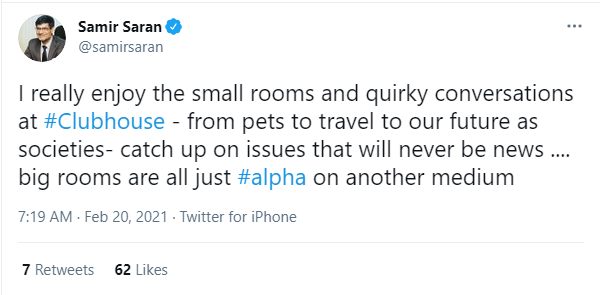 Samir Saran
@samirsaran
I really enjoy the small rooms and quirky conversations
at #Clubhouse - from pets to travel to our future as
societies- catch up on issues that will never be news ....
big rooms are all just #alpha on another medium
7:19 AM · Feb 20, 2021 · Twitter for iPhone
7 Retweets 62 Likes